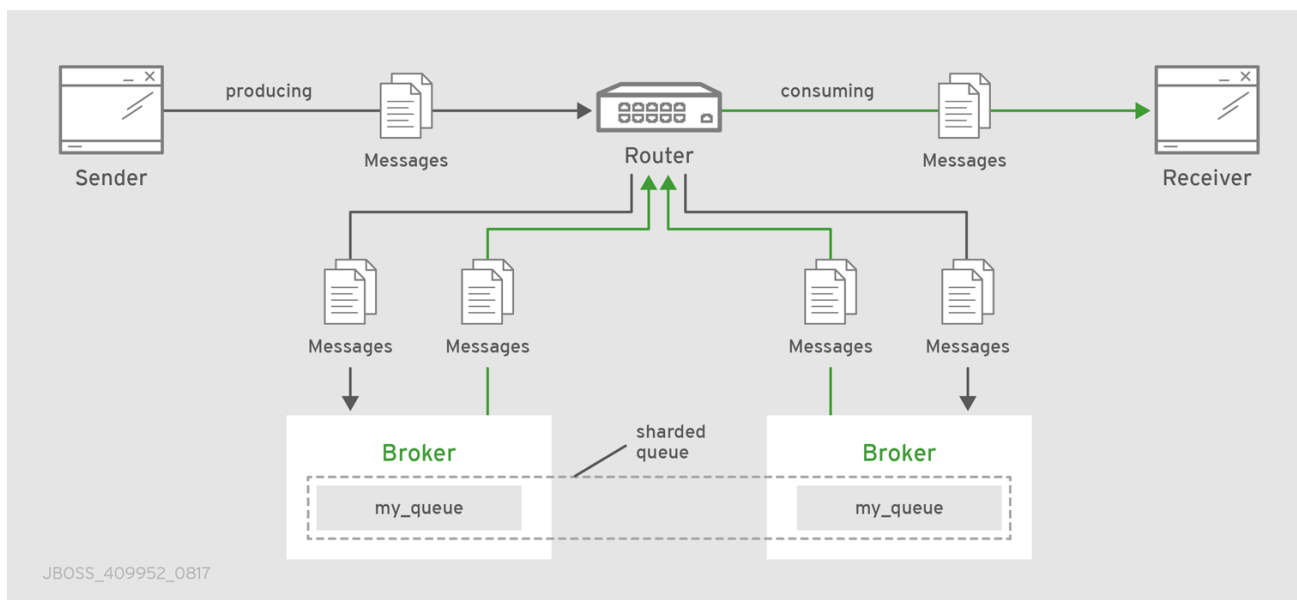 producing
consuming
Messages
Router
Messages
Sender
Receiver
Messages
Messages
Messages
Messages
sharded
queue
Broker
Broker
my_queue
my_queue
JBOSS_409952_0817